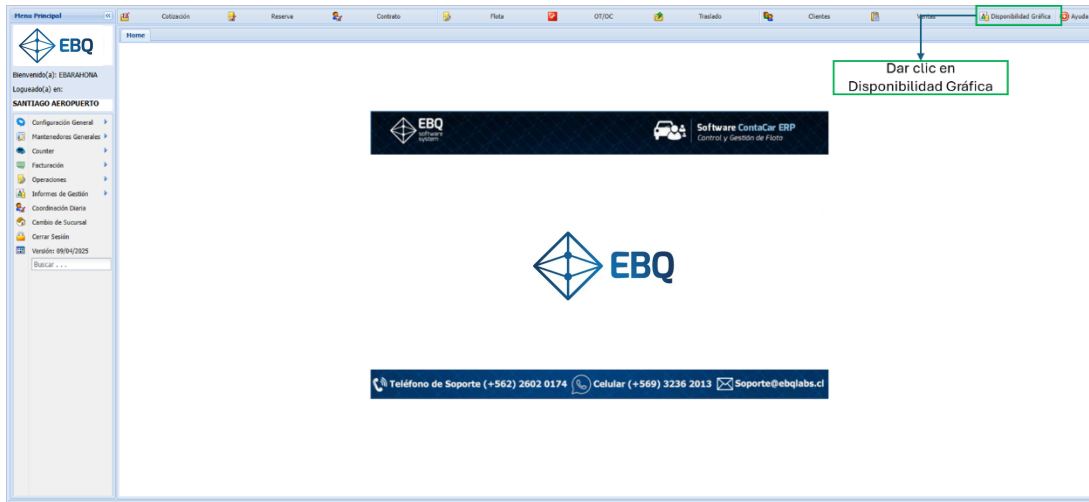 Menu Principal
Cotización
Reserva
Contrato
Flota
OT/OC
Traslado
Clientes
Ventas
Disponibilidad Gráfica
Ayuda
Home
EBQ
Bienvenido(a): EBARAHONA
Logueado(a) en:
SANTIAGO AEROPUERTO
Configuración General
Mantenedores Generales
Counter
Facturación
Operaciones
Informes de Gestión
Coordinación Diaria
Cambio de Sucursal
Cerrar Sesión
Versión: 09/04/2025
Buscar . . .
Dar clic en
Disponibilidad Gráfica
EBQ
software
system
Software ContaCar ERP
Control y Gestión de Flota
EBQ
Teléfono de Soporte (+562) 2602 0174 Celular (+569) 3236 2013 Soporte@ebqlabs.cl